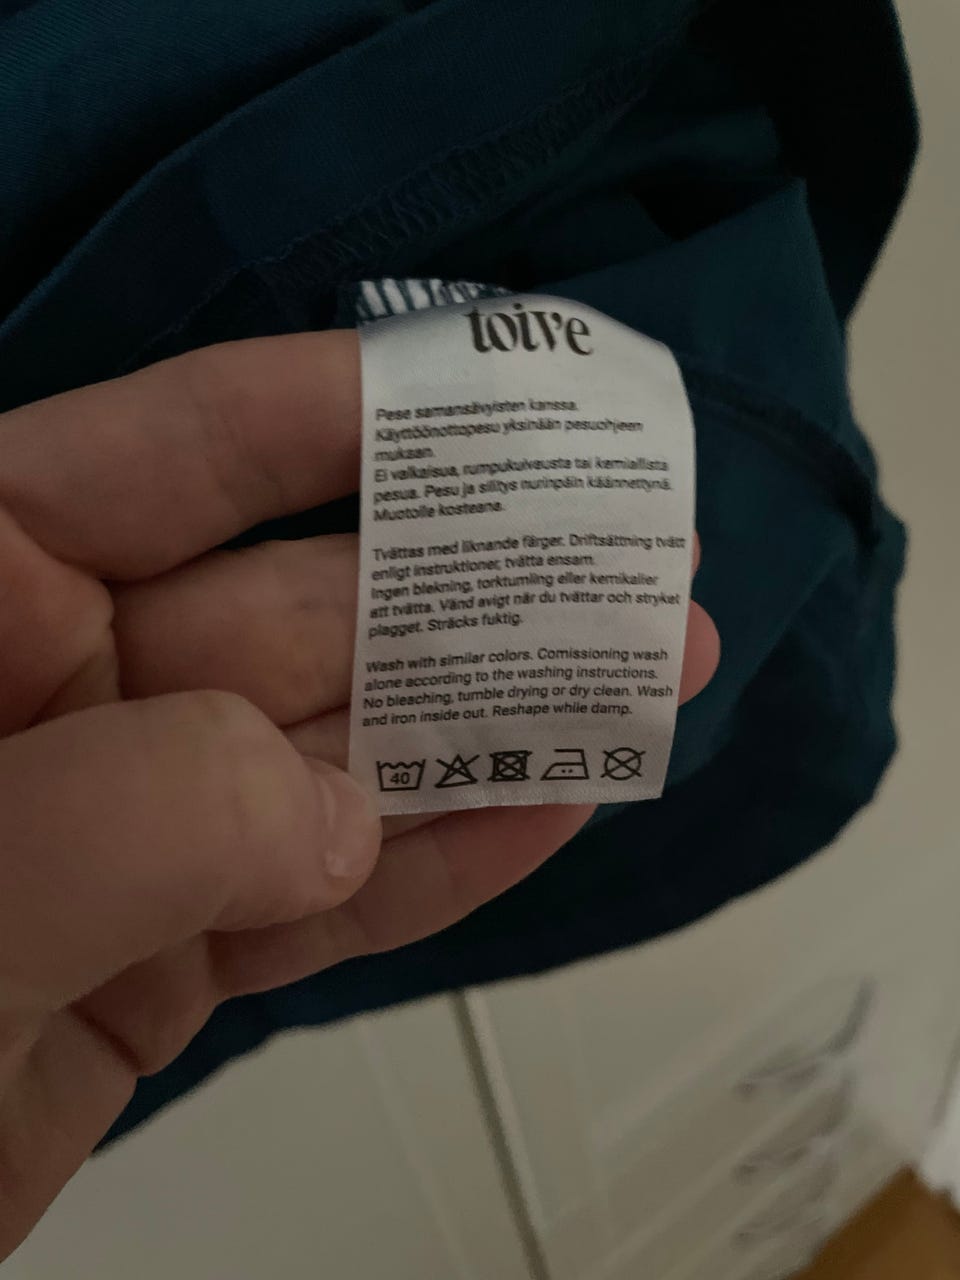 toive
Pese samansävyisten kanssa.
Käyttöönottopesu yksinään pesuohjeen
mukaan.
Ei valkaisua, rumpukuivausta tai kemiallista
pesua. Pesu ja silitys nurinpäin käännettynä.
Muotoile kosteana.
Tvättas med liknande färger. Driftsättning tvätt
enligt instruktioner, tvätta ensam.
Ingen blekning, torktumling eller kemikalier
att tvätta. Vänd avigt när du tvättar och stryket
plagget. Sträcks fuktig.
Wash with similar colors. Comissioning wash
alone according to the washing instructions.
No bleaching, tumble drying or dry clean. Wash
and iron inside out. Reshape while damp.
40